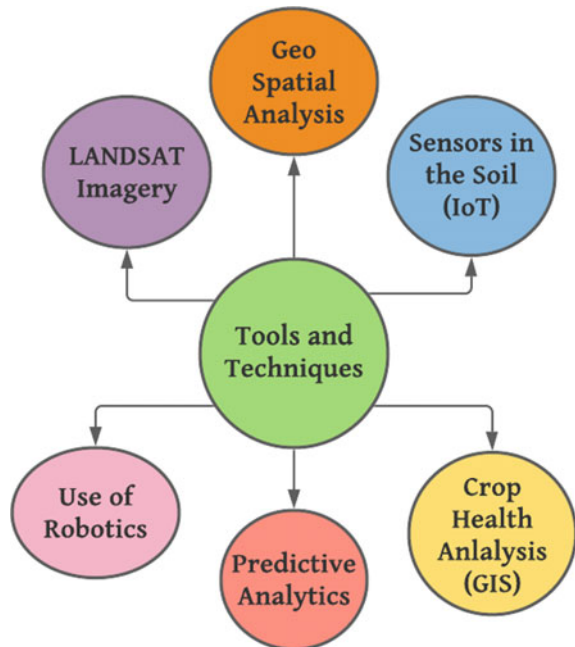 Geo
Spatial
Analysis
LANDSAT
Imagery
Sensors in
the Soil
(IoT)
Tools and
Techniques
Use of
Robotics
Predictive
Analytics
Crop
Health
Anlalysis
(GIS)